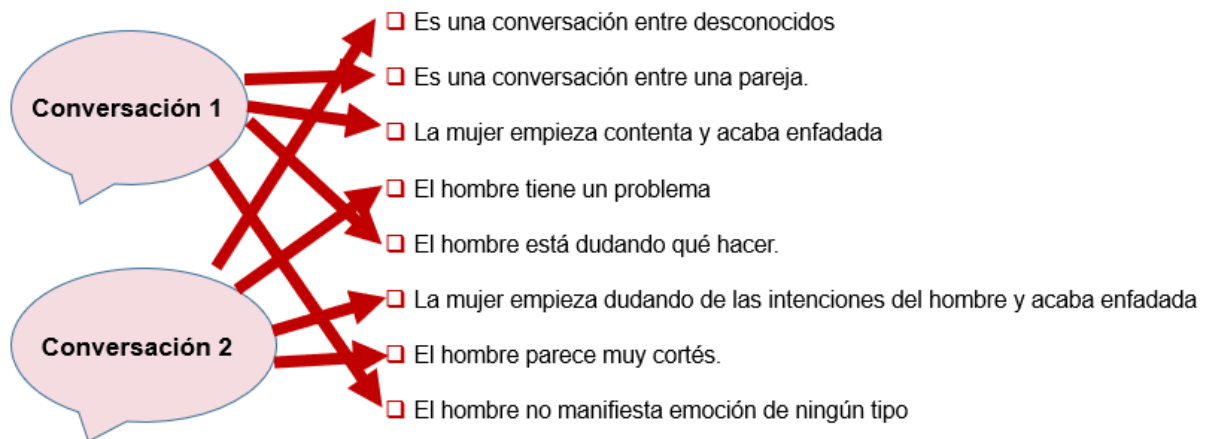 Es una conversación entre desconocidos
Es una conversación entre una pareja.
Conversación 1
La mujer empieza contenta y acaba enfadada
El hombre tiene un problema
El hombre está dudando qué hacer.
La mujer empieza dudando de las intenciones del hombre y acaba enfadada
Conversación 2
El hombre parece muy cortés.
El hombre no manifiesta emoción de ningún tipo